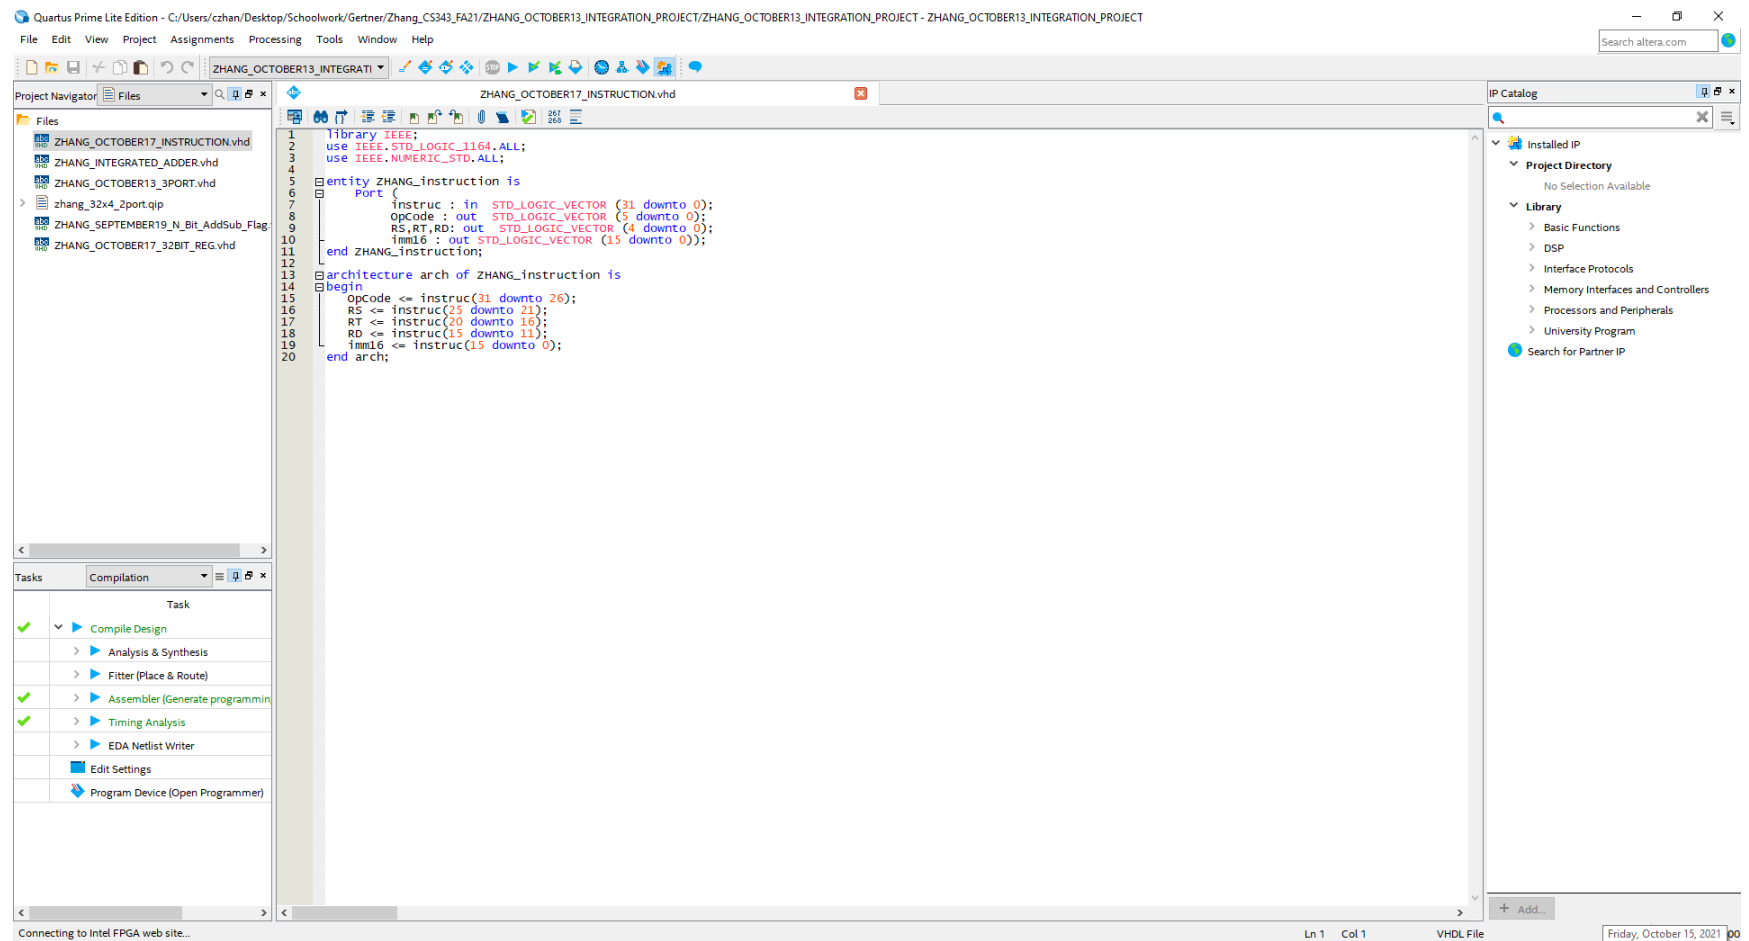 Quartus Prime Lite Edition - C:/Users/czhan/Desktop/Schoolwork/Gertner/Zhang_CS343_FA21/ZHANG_OCTOBER13_INTEGRATION_PROJECT/ZHANG_OCTOBER13_INTEGRATION_PROJECT - ZHANG_OCTOBER13_INTEGRATION_PROJECT
File Edit View Project Assignments Processing Tools Window Help
Search altera.com
ZHANG_OCTOBER13_INTEGRATI
Project Navigator Files
Files
ZHANG_OCTOBER17_INSTRUCTION.vhd
ZHANG_INTEGRATED_ADDER.vhd
ZHANG_OCTOBER13_3PORT.vhd
zhang_32x4_2port.qip
ZHANG_SEPTEMBER19_N_Bit_AddSub_Flag.
ZHANG_OCTOBER17_32BIT_REG.vhd
Tasks Compilation
Task
Compile Design
Analysis & Synthesis
Fitter (Place & Route)
Assembler (Generate programmin
Timing Analysis
EDA Netlist Writer
Edit Settings
Program Device (Open Programmer)
ZHANG_OCTOBER17_INSTRUCTION.vhd
267
268
1 library IEEE;
2 use IEEE.STD_LOGIC_1164.ALL;
3 use IEEE.NUMERIC_STD.ALL;
4
5 entity ZHANG_instruction is
6 Port (
7 instruc : in STD_LOGIC_VECTOR (31 downto 0);
8 OpCode : out STD_LOGIC_VECTOR (5 downto 0);
9 RS,RT,RD: out STD_LOGIC_VECTOR (4 downto 0);
10 imm16 : out STD_LOGIC_VECTOR (15 downto 0));
11 end ZHANG_instruction;
12
13 architecture arch of ZHANG_instruction is
14 begin
15 OpCode <= instruc(31 downto 26);
16 RS <= instruc(25 downto 21);
17 RT <= instruc(20 downto 16);
18 RD <= instruc(15 downto 11);
19 imm16 <= instruc(15 downto 0);
20 end arch;
IP Catalog
Installed IP
Project Directory
No Selection Available
Library
Basic Functions
DSP
Interface Protocols
Memory Interfaces and Controllers
Processors and Peripherals
University Program
Search for Partner IP
+ Add...
Connecting to Intel FPGA web site...
Ln 1 Col 1
VHDL File
Friday, October 15, 2021